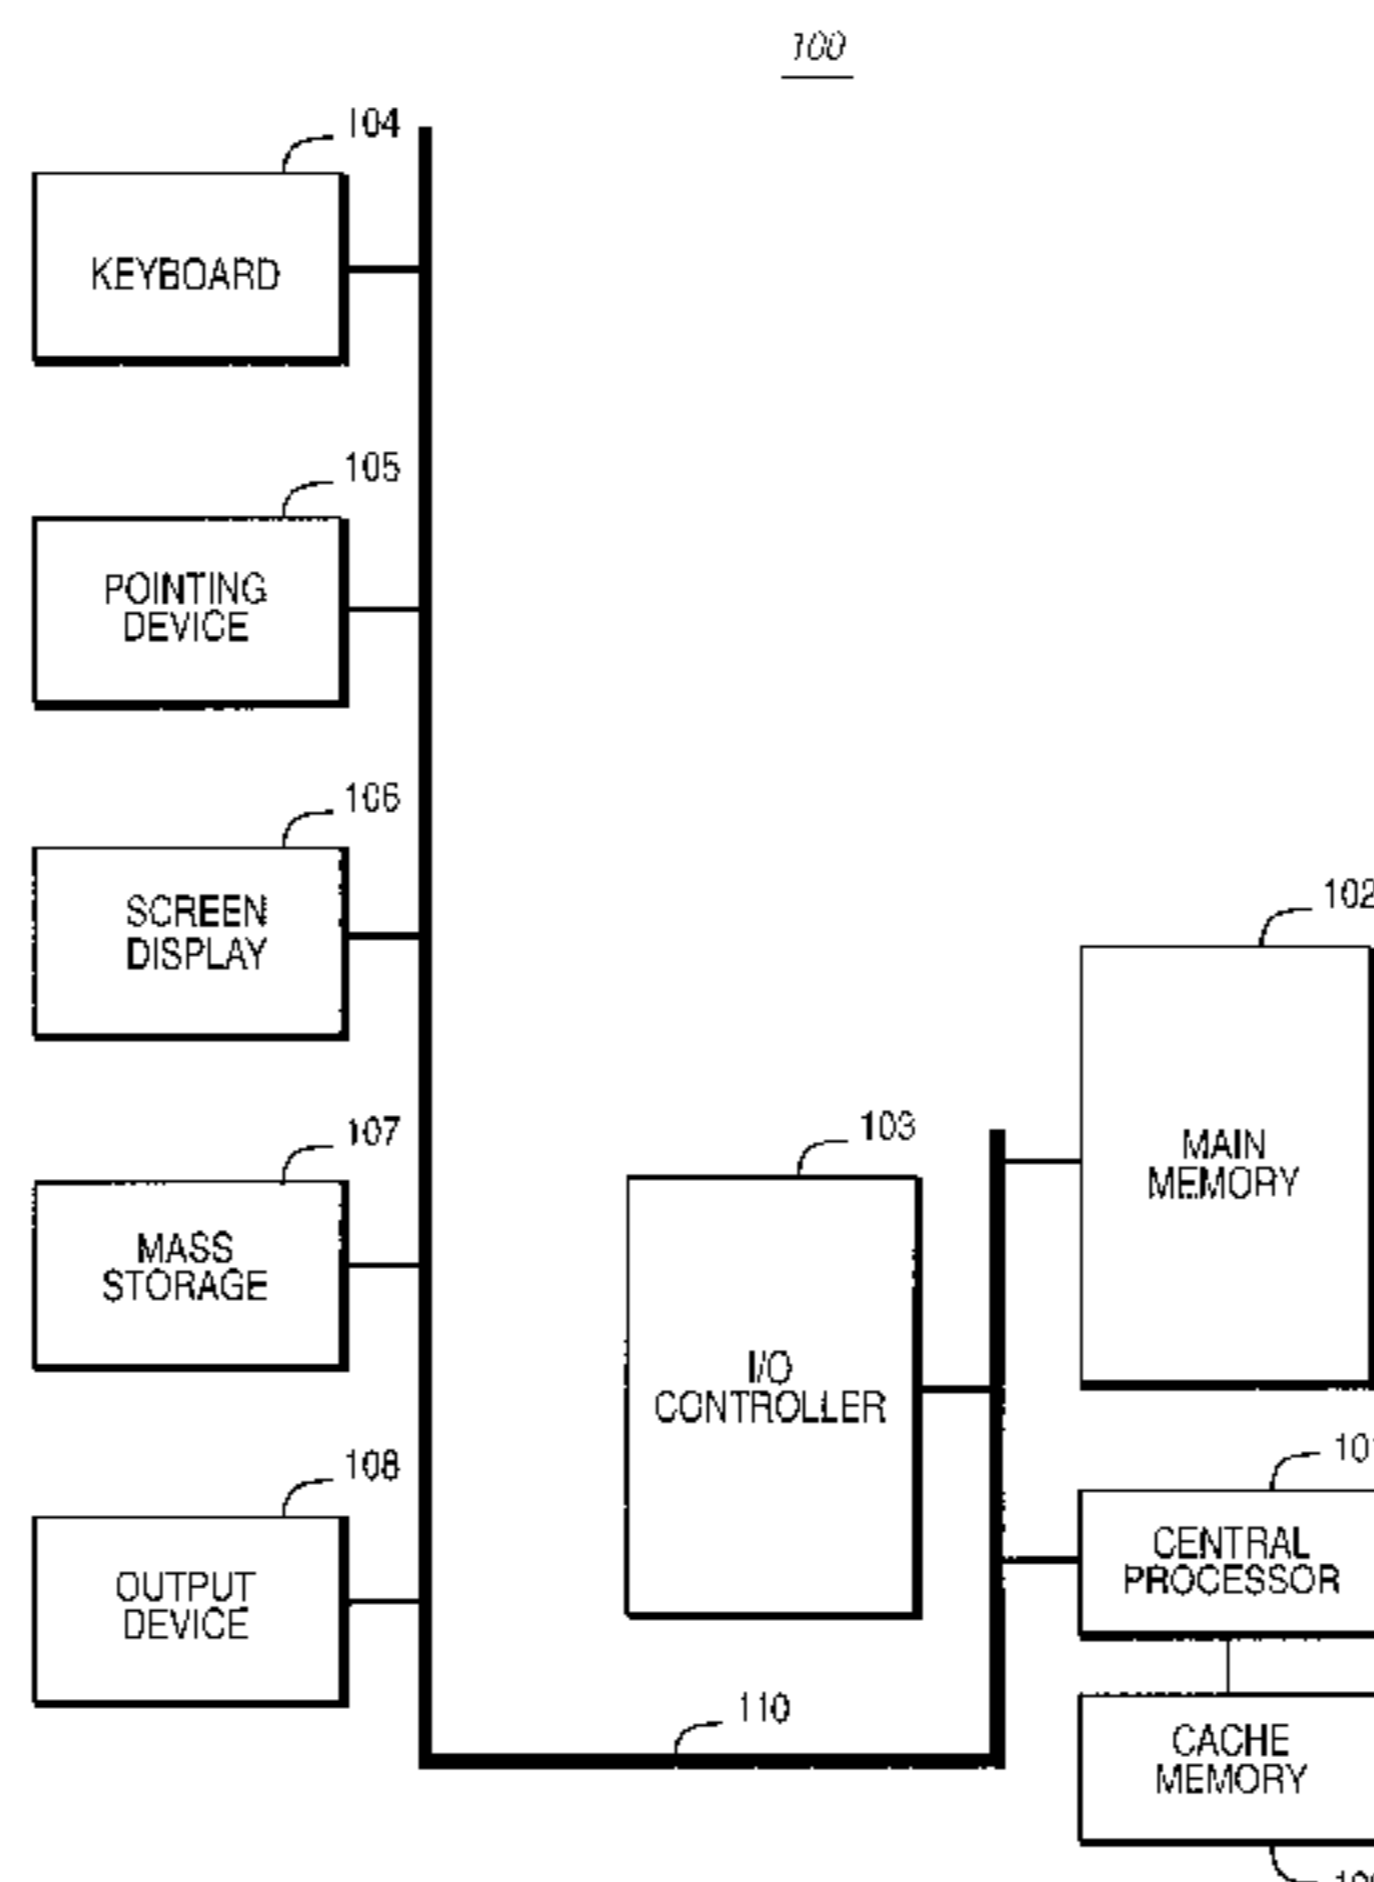 100
104
KEYBOARD
105
POINTING
DEVICE
106
SCREEN
DISPLAY
107
MASS
STORAGE
108
OUTPUT
DEVICE
103
I/O
CONTROLLER
102
MAIN
MEMORY
CENTRAL
PROCESSOR
CACHE
MEMORY
110